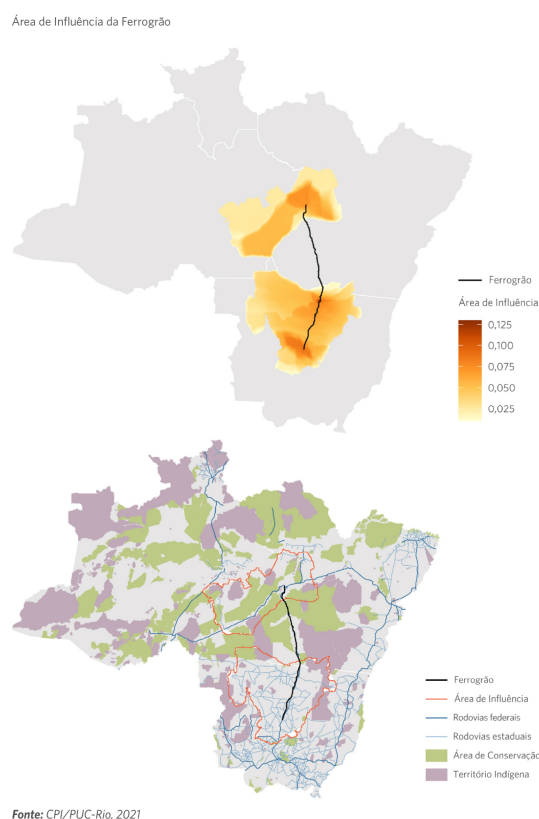 Área de Influência da Ferrogrão
Ferrogrão
Área de Influência
0,125
0,100
0,075
0,050
0,025
Ferrogrão
Área de Influência
Rodovias federais
Rodovias estaduais
Área de Conservação
Território Indígena
Fonte: CPI/PUC-Rio, 2021